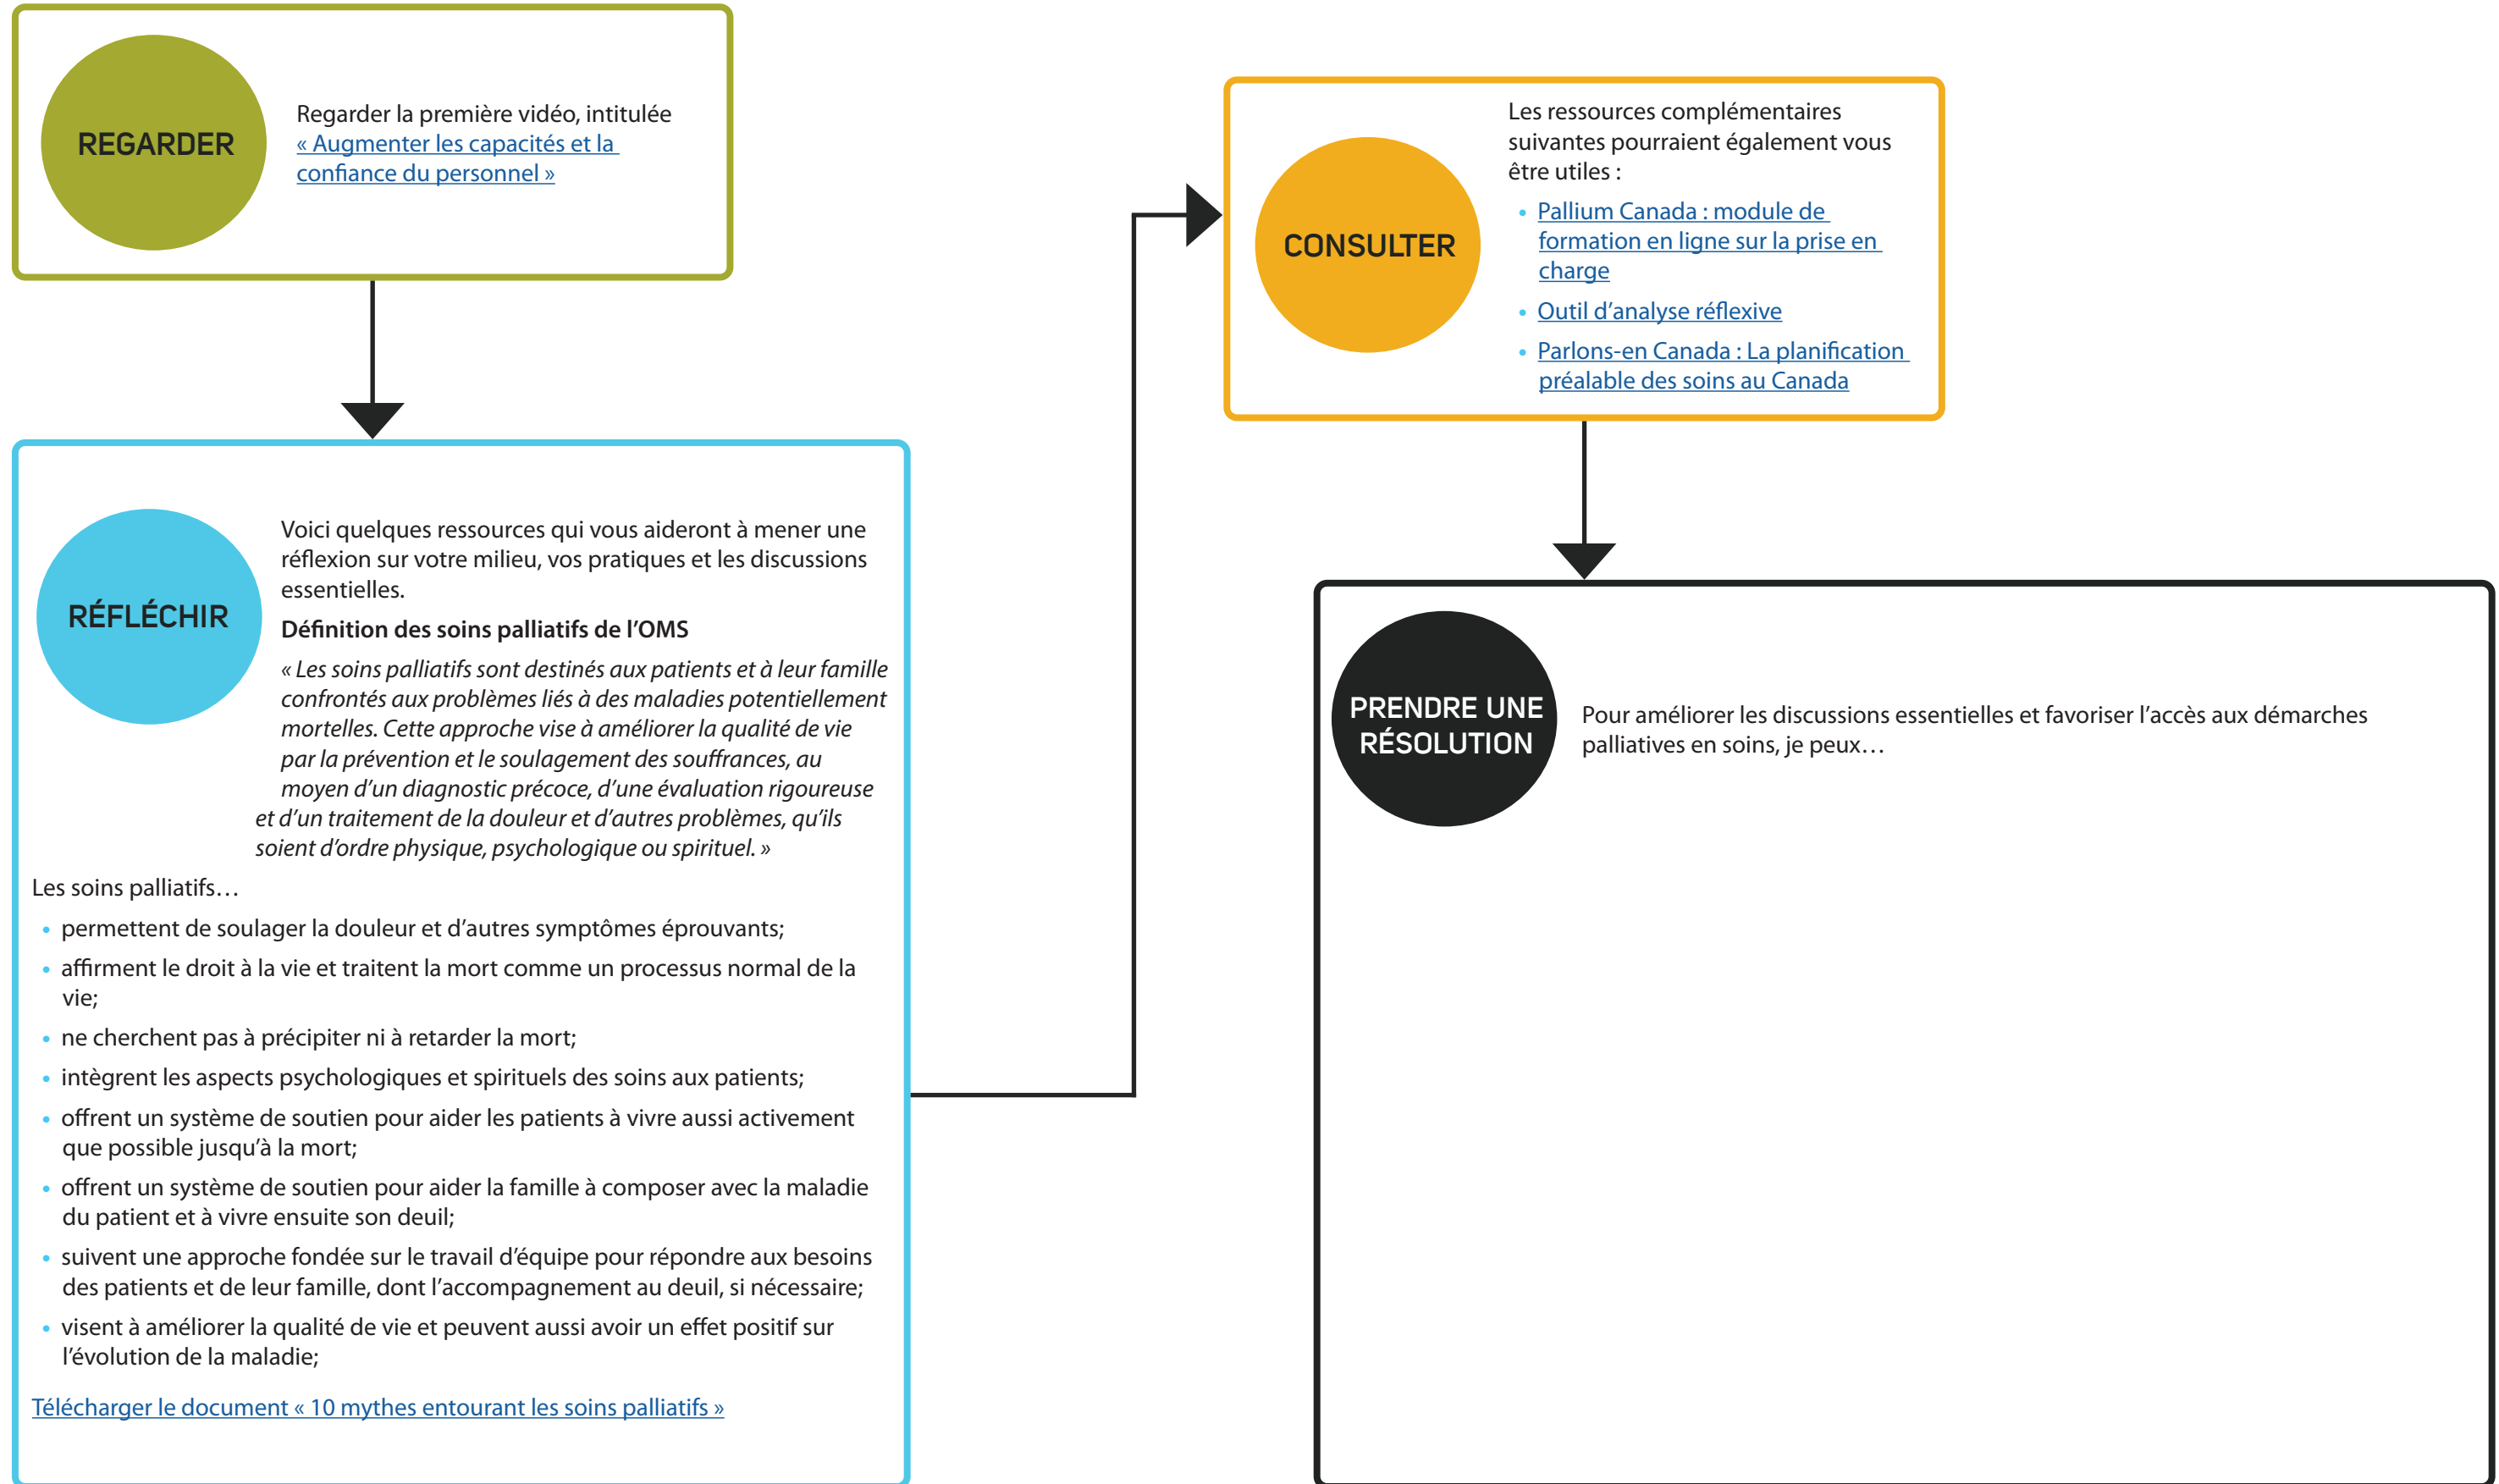 REGARDER
Regarder la première vidéo, intitulée
« Augmenter les capacités et la
confiance du personnel »
RÉFLÉCHIR
Voici quelques ressources qui vous aideront à mener une
réflexion sur votre milieu, vos pratiques et les discussions
essentielles.
Définition des soins palliatifs de l’OMS
« Les soins palliatifs sont destinés aux patients et à leur famille
confrontés aux problèmes liés à des maladies potentiellement
mortelles. Cette approche vise à améliorer la qualité de vie
par la prévention et le soulagement des souffrances, au
moyen d’un diagnostic précoce, d’une évaluation rigoureuse
et d’un traitement de la douleur et d’autres problèmes, qu’ils
soient d’ordre physique, psychologique ou spirituel. »
Les soins palliatifs…
• permettent de soulager la douleur et d’autres symptômes éprouvants;
• affirment le droit à la vie et traitent la mort comme un processus normal de la
vie;
• ne cherchent pas à précipiter ni à retarder la mort;
• intègrent les aspects psychologiques et spirituels des soins aux patients;
• offrent un système de soutien pour aider les patients à vivre aussi activement
que possible jusqu’à la mort;
• offrent un système de soutien pour aider la famille à composer avec la maladie
du patient et à vivre ensuite son deuil;
• suivent une approche fondée sur le travail d’équipe pour répondre aux besoins
des patients et de leur famille, dont l’accompagnement au deuil, si nécessaire;
• visent à améliorer la qualité de vie et peuvent aussi avoir un effet positif sur
l’évolution de la maladie;
Télécharger le document « 10 mythes entourant les soins palliatifs »
CONSULTER
Les ressources complémentaires
suivantes pourraient également vous
être utiles :
• Pallium Canada : module de
formation en ligne sur la prise en
charge
• Outil d’analyse réflexive
• Parlons-en Canada : La planification
préalable des soins au Canada
PRENDRE UNE
RÉSOLUTION
Pour améliorer les discussions essentielles et favoriser l’accès aux démarches
palliatives en soins, je peux…